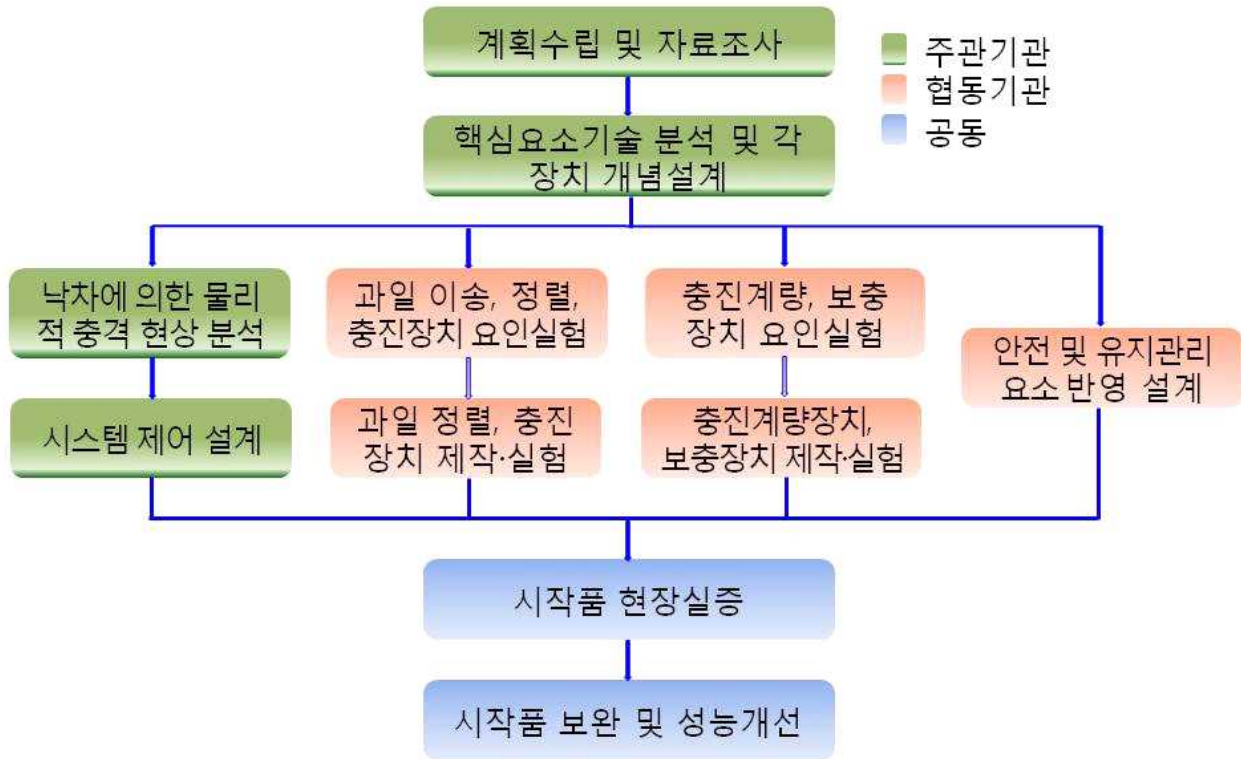 계획수립 및 자료조사
주관기관
협동기관
공동
핵심요소기술 분석 및 각
장치 개념설계
낙차에 의한 물리
적 충격 현상 분석
과일 이송, 정렬,
충진장치 요인실험
충진계량, 보충
장치 요인실험
안전 및 유지관리
요소 반영 설계
시스템 제어 설계
과일 정렬, 충진
장치 제작·실험
충진계량장치,
보충장치 제작·실험
시작품 현장실증
시작품 보완 및 성능개선